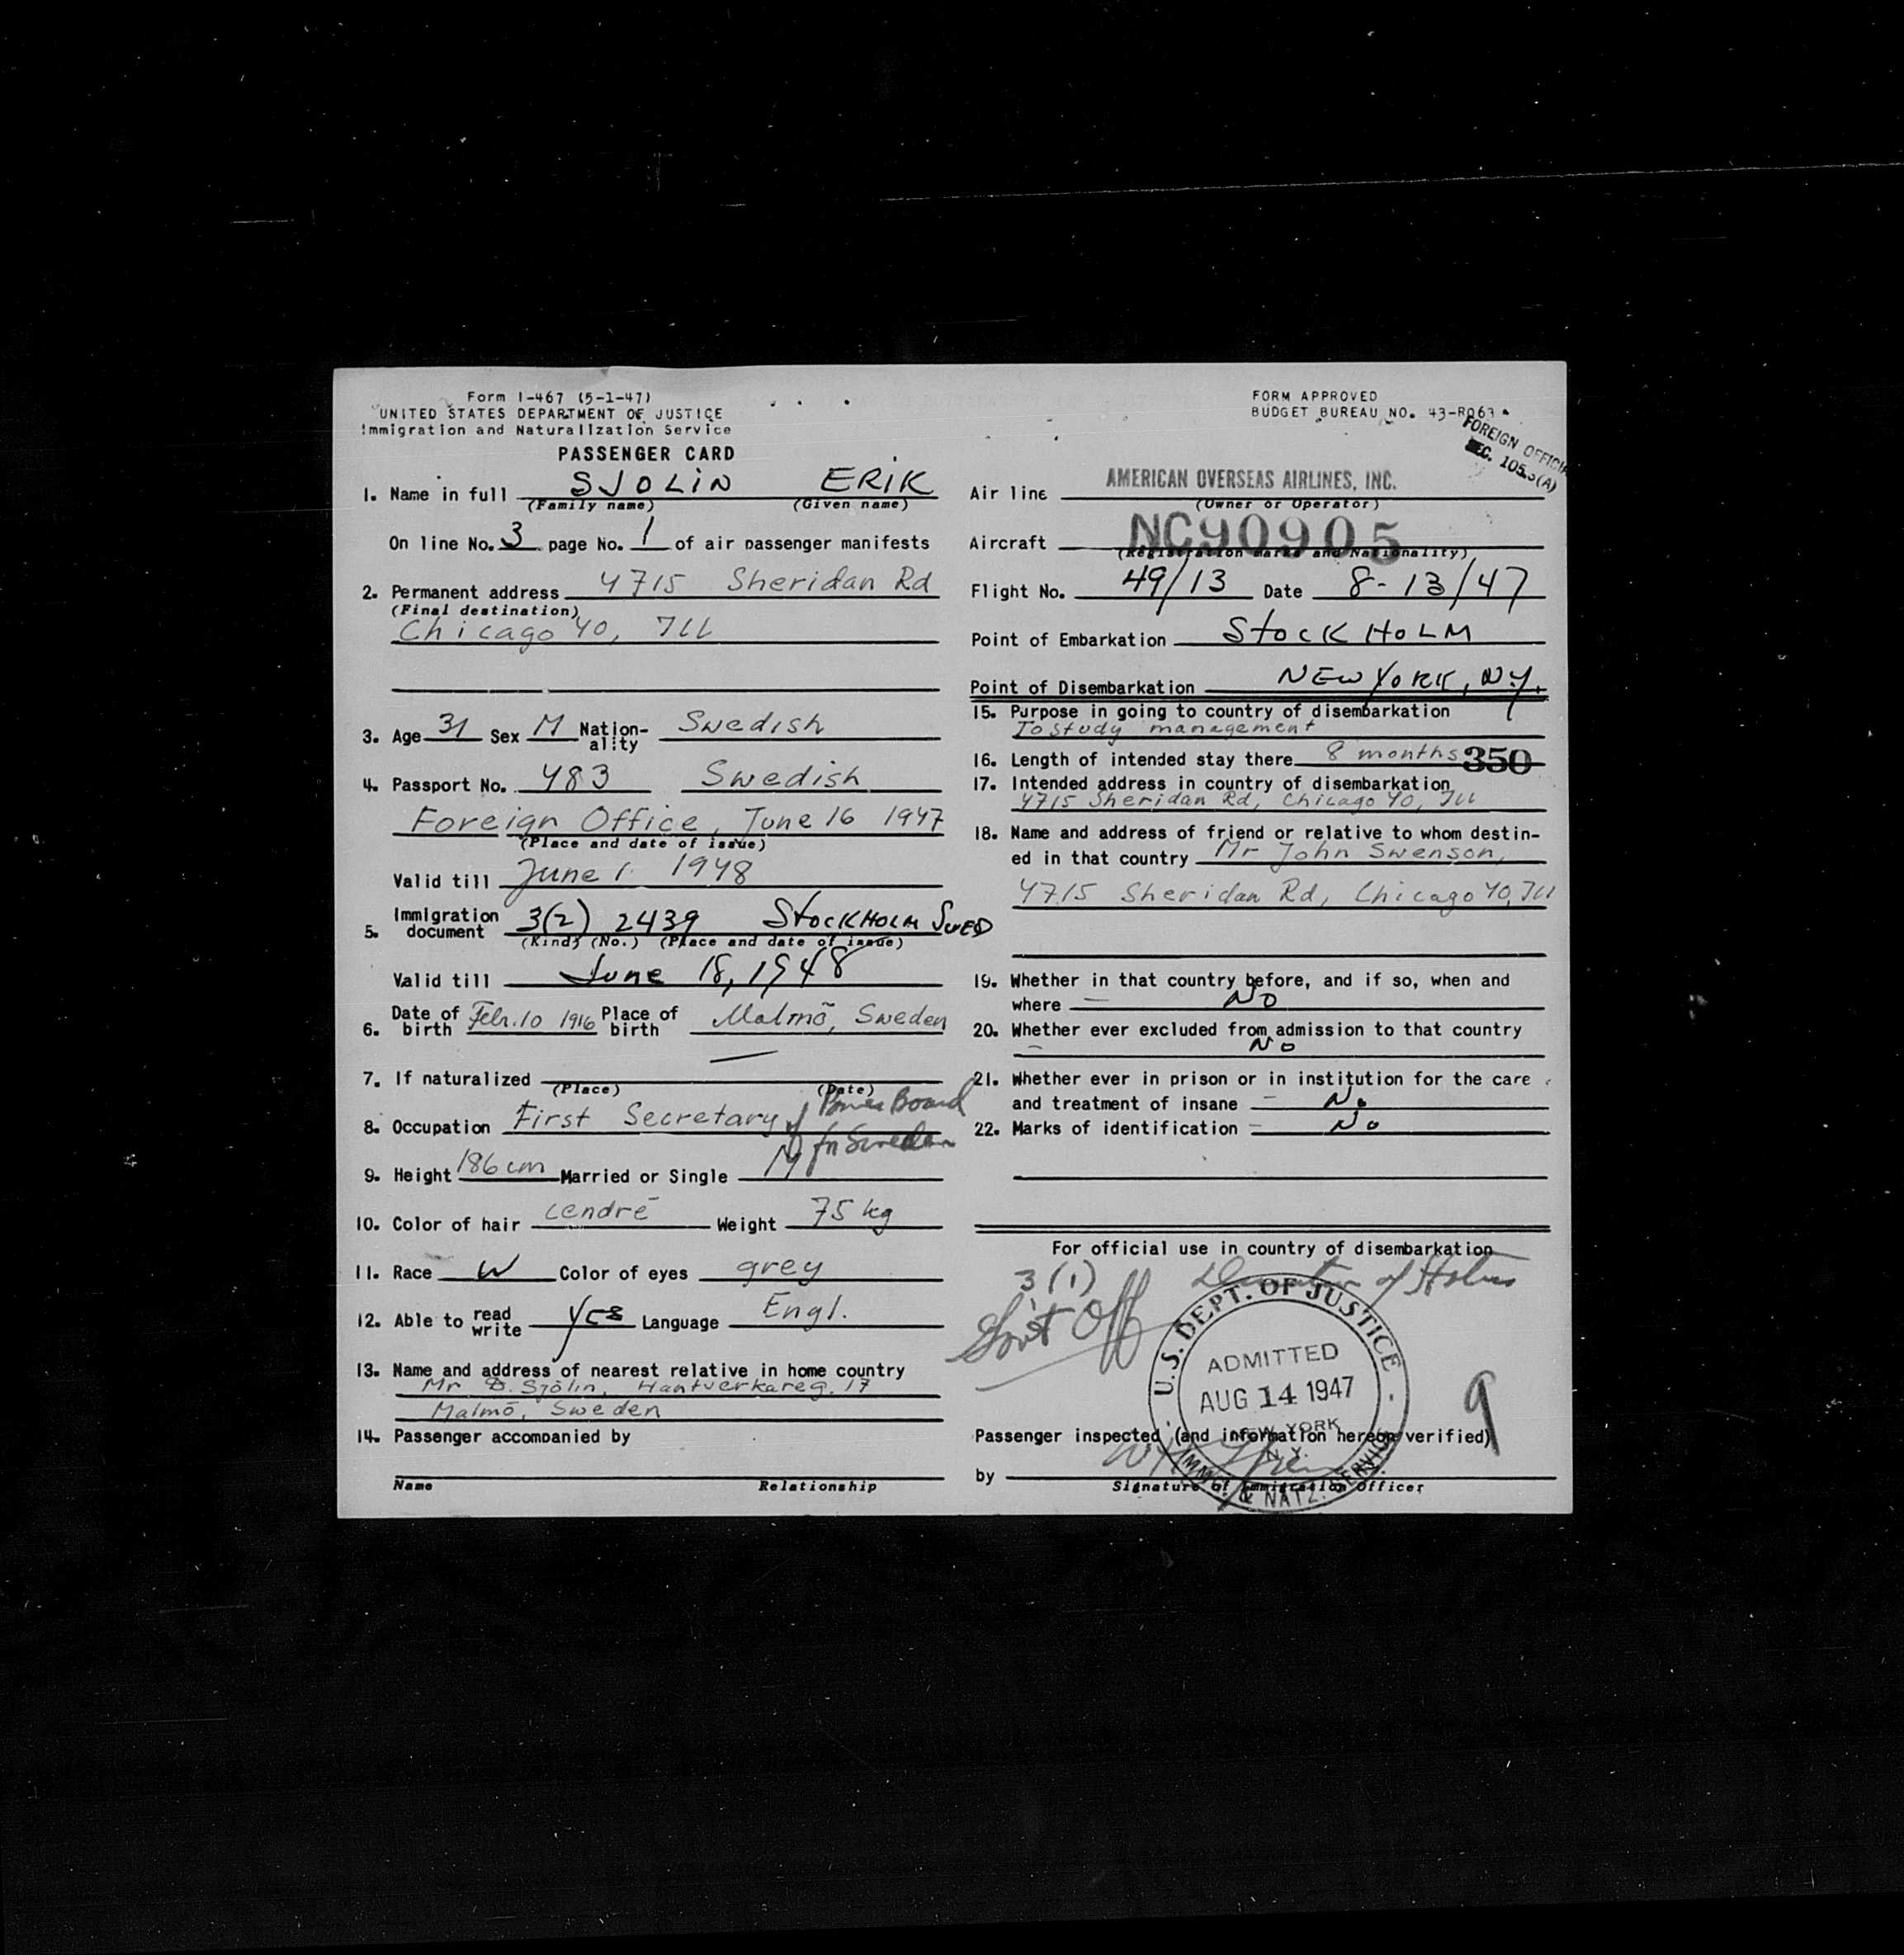 Form I-467 (5-1-47)
UNITED STATES DEPARTMENT OF JUSTICE
Immigration and Naturalization Service
PASSENGER CARD
FORM APPROVED
BUDGET BUREAU NO. 43-R063
FOREIGN OFFICIA
SEC. 105.3(A)
1. Name in full SJOLIN ERIK
(Family name) (Given name)
On line No. 3 page No. 1 of air passenger manifests
2. Permanent address 4715 Sheridan Rd
(Final destination)
Chicago 40, Ill
3. Age 31 Sex M Nation-ality Swedish
4. Passport No. 483 Swedish
Foreign Office, June 16 1947
(Place and date of issue)
Valid till June 1 1948
5. Immigration document 3(2) 2439 STOCKHOLM SWED
(Kind) (No.) (Place and date of issue)
Valid till June 18, 1948
6. Date of birth Febr. 10 1916 Place of birth Malmö, Sweden
7. If naturalized —
(Place) (Date)
8. Occupation First Secretary of Power Board
in Sweden
9. Height 186 cm Married or Single M
10. Color of hair cendré Weight 75 kg
11. Race W Color of eyes grey
12. Able to read write yes Language Engl.
13. Name and address of nearest relative in home country
Mr Sjölin, Hantverkareg. 17
Malmö, Sweden
14. Passenger accompanied by
Name Relationship
Air line AMERICAN OVERSEAS AIRLINES, INC.
(Owner or Operator)
Aircraft NC90905
(Registration marks and Nationality)
Flight No. 49/13 Date 8-13/47
Point of Embarkation STOCKHOLM
Point of Disembarkation NEW YORK, N.Y.
15. Purpose in going to country of disembarkation
To study management
16. Length of intended stay there 8 months 350
17. Intended address in country of disembarkation
4715 Sheridan Rd, Chicago 40, Ill
18. Name and address of friend or relative to whom destin-
ed in that country Mr John Swenson,
4715 Sheridan Rd, Chicago 40, Ill
19. Whether in that country before, and if so, when and
where — No
20. Whether ever excluded from admission to that country
— No
21. Whether ever in prison or in institution for the care
and treatment of insane — No
22. Marks of identification — No
For official use in country of disembarkation
3(1) Duration of Status
Gov't Off
U.S. DEPT. OF JUSTICE
ADMITTED
AUG 14 1947
NEW YORK
N.Y.
IMMG. & NATZ. SERVICE
9
Passenger inspected (and information hereon verified)
by
Signature of Immigration Officer